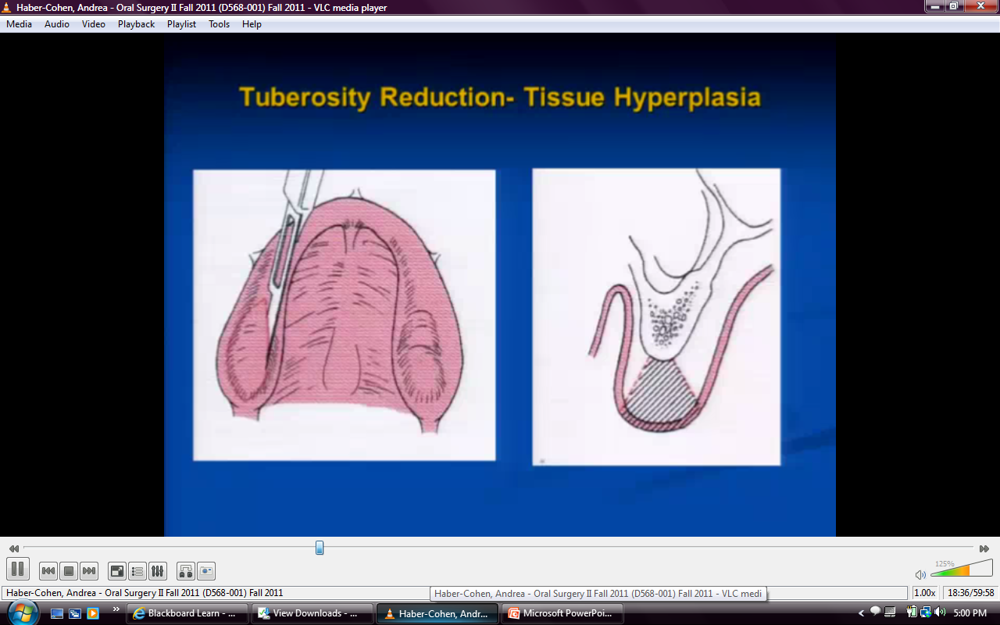 Haber-Cohen, Andrea - Oral Surgery II Fall 2011 (D568-001) Fall 2011 - VLC media player
Media Audio Video Playback Playlist Tools Help
Tuberosity Reduction- Tissue Hyperplasia
125%
Haber-Cohen, Andrea - Oral Surgery II Fall 2011 (D568-001) Fall 2011
Haber-Cohen, Andrea - Oral Surgery II Fall 2011 (D568-001) Fall 2011 - VLC medi
1.00x 18:36/59:58
Blackboard Learn - ... View Downloads - ... Haber-Cohen, Andr... Microsoft PowerPoi... 5:00 PM